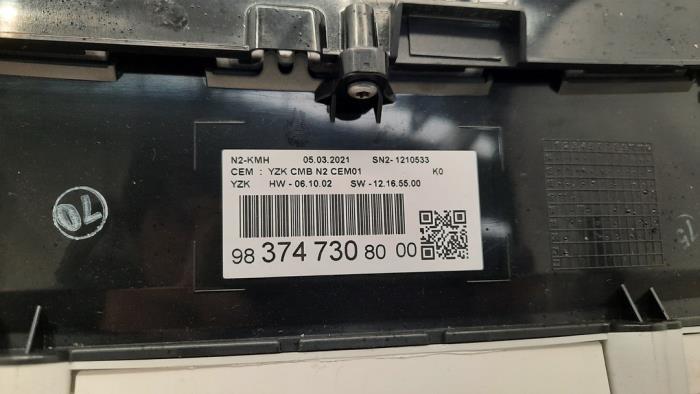 N2-KMH 05.03.2021 SN2- 1210533
CEM : YZK CMB N2 CEM01 K0
YZK HW - 06.10.02 SW - 12.16.55.00
98 374 730 80 00
70